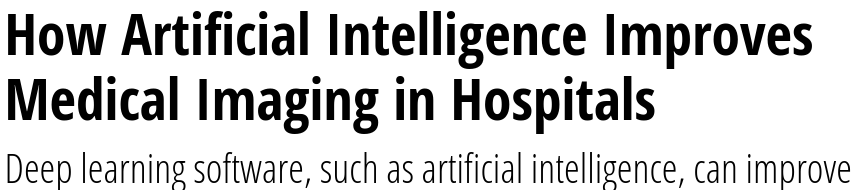 How Artificial Intelligence Improves
Medical Imaging in Hospitals
Deep learning software, such as artificial intelligence, can improve